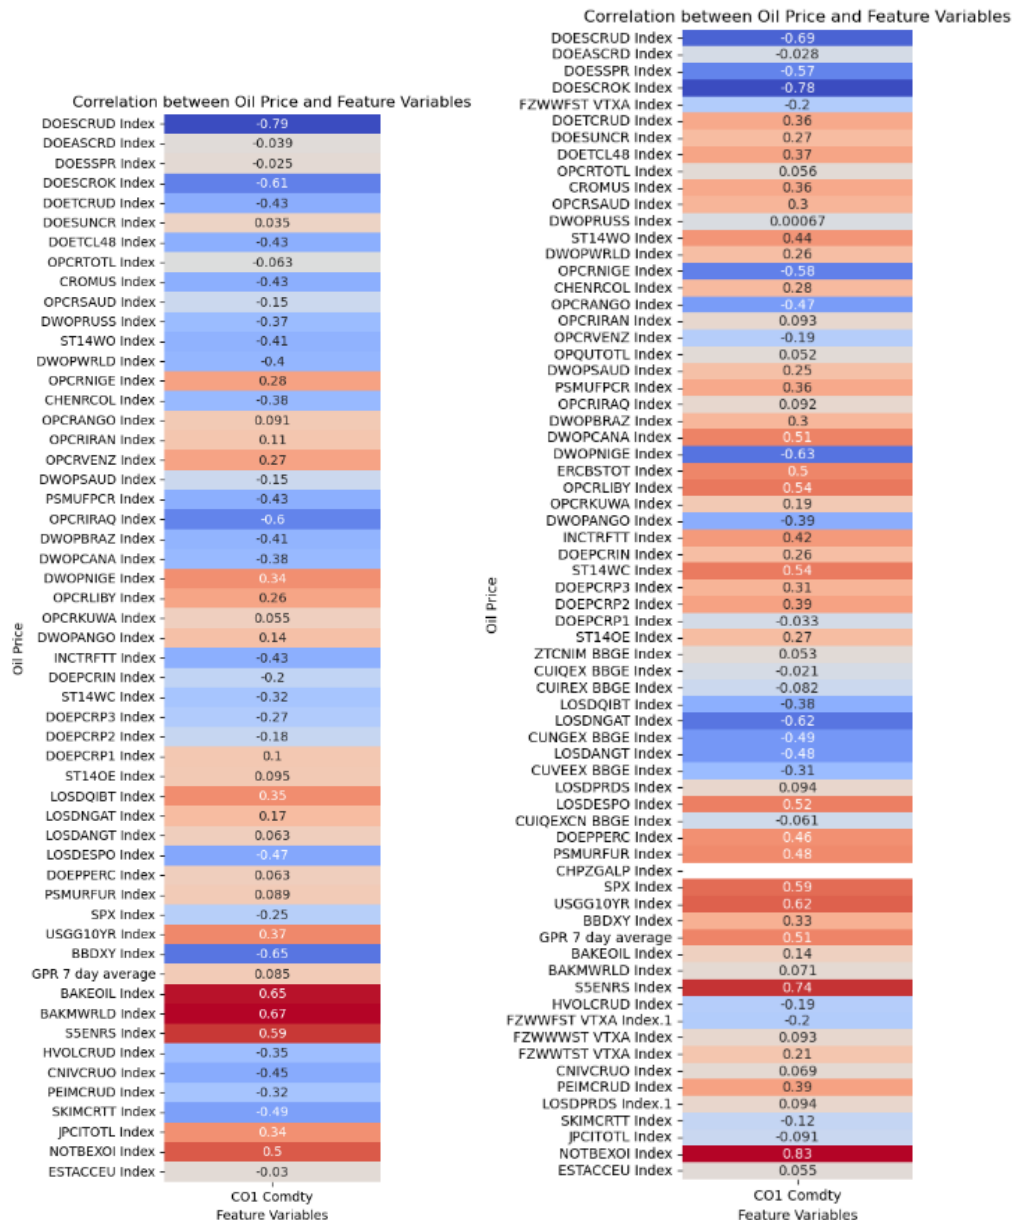 Correlation between Oil Price and Feature Variables
DOESCRUD Index -0.79
DOEASCRD Index -0.039
DOESSPR Index -0.025
DOESCROK Index -0.61
DOETCRUD Index -0.43
DOESUNCR Index 0.035
DOETCL48 Index -0.43
OPCRTOTL Index -0.063
CROMUS Index -0.43
OPCRSAUD Index -0.15
DWOPRUSS Index -0.37
ST14WO Index -0.41
DWOPWRLD Index -0.4
OPCRNIGE Index 0.28
CHENRCOL Index -0.38
OPCRANGO Index 0.091
OPCRIRAN Index 0.11
OPCRVENZ Index 0.27
DWOPSAUD Index -0.15
PSMUFPCR Index -0.43
OPCRIRAQ Index -0.6
DWOPBRAZ Index -0.41
DWOPCANA Index -0.38
DWOPNIGE Index 0.34
OPCRLIBY Index 0.26
OPCRKUWA Index 0.055
DWOPANGO Index 0.14
INCTRFTT Index -0.43
DOEPCRIN Index -0.2
ST14WC Index -0.32
DOEPCRP3 Index -0.27
DOEPCRP2 Index -0.18
DOEPCRP1 Index 0.1
ST14OE Index 0.095
LOSDQIBT Index 0.35
LOSDNGAT Index 0.17
LOSDANGT Index 0.063
LOSDESPO Index -0.47
DOEPPERC Index 0.063
PSMURFUR Index 0.089
SPX Index -0.25
USGG10YR Index 0.37
BBDXY Index -0.65
GPR 7 day average 0.085
BAKEOIL Index 0.65
BAKMWRLD Index 0.67
S5ENRS Index 0.59
HVOLCRUD Index -0.35
CNIVCRUO Index -0.45
PEIMCRUD Index -0.32
SKIMCRTT Index -0.49
JPCITOTL Index 0.34
NOTBEXOI Index 0.5
ESTACCEU Index -0.03
Oil Price
CO1 Comdty
Feature Variables
Correlation between Oil Price and Feature Variables
DOESCRUD Index -0.69
DOEASCRD Index -0.028
DOESSPR Index -0.57
DOESCROK Index -0.78
FZWWFST VTXA Index -0.2
DOETCRUD Index 0.36
DOESUNCR Index 0.27
DOETCL48 Index 0.37
OPCRTOTL Index 0.056
CROMUS Index 0.36
OPCRSAUD Index 0.3
DWOPRUSS Index 0.00067
ST14WO Index 0.44
DWOPWRLD Index 0.26
OPCRNIGE Index -0.58
CHENRCOL Index 0.28
OPCRANGO Index -0.47
OPCRIRAN Index 0.093
OPCRVENZ Index -0.19
OPQUTOTL Index 0.052
DWOPSAUD Index 0.25
PSMUFPCR Index 0.36
OPCRIRAQ Index 0.092
DWOPBRAZ Index 0.3
DWOPCANA Index 0.51
DWOPNIGE Index -0.63
ERCBSTOT Index 0.5
OPCRLIBY Index 0.54
OPCRKUWA Index 0.19
DWOPANGO Index -0.39
INCTRFTT Index 0.42
DOEPCRIN Index 0.26
ST14WC Index 0.54
DOEPCRP3 Index 0.31
DOEPCRP2 Index 0.39
DOEPCRP1 Index -0.033
ST14OE Index 0.27
ZTCNIM BBGE Index 0.053
CUIQEX BBGE Index -0.021
CUIREX BBGE Index -0.082
LOSDQIBT Index -0.38
LOSDNGAT Index -0.62
CUNGEX BBGE Index -0.49
LOSDANGT Index -0.48
CUVEEX BBGE Index -0.31
LOSDPRDS Index 0.094
LOSDESPO Index 0.52
CUIQEXCN BBGE Index -0.061
DOEPPERC Index 0.46
PSMURFUR Index 0.48
CHPZGALP Index
SPX Index 0.59
USGG10YR Index 0.62
BBDXY Index 0.33
GPR 7 day average 0.51
BAKEOIL Index 0.14
BAKMWRLD Index 0.071
S5ENRS Index 0.74
HVOLCRUD Index -0.19
FZWWFST VTXA Index.1 -0.2
FZWWWST VTXA Index 0.093
FZWWTST VTXA Index 0.21
CNIVCRUO Index 0.069
PEIMCRUD Index 0.39
LOSDPRDS Index.1 0.094
SKIMCRTT Index -0.12
JPCITOTL Index -0.091
NOTBEXOI Index 0.83
ESTACCEU Index 0.055
Oil Price
CO1 Comdty
Feature Variables